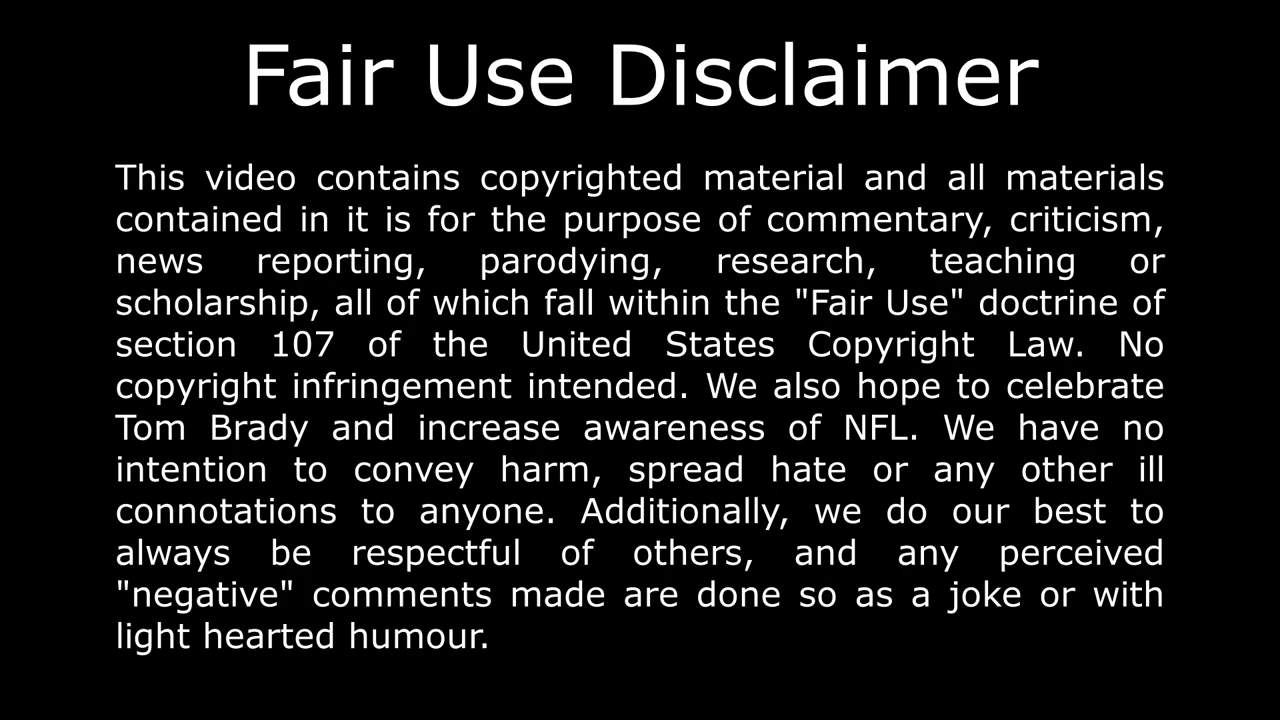 Fair Use Disclaimer
This video contains copyrighted material and all materials
contained in it is for the purpose of commentary, criticism,
news reporting, parodying, research, teaching or
scholarship, all of which fall within the "Fair Use" doctrine of
section 107 of the United States Copyright Law. No
copyright infringement intended. We also hope to celebrate
Tom Brady and increase awareness of NFL. We have no
intention to convey harm, spread hate or any other ill
connotations to anyone. Additionally, we do our best to
always be respectful of others, and any perceived
"negative" comments made are done so as a joke or with
light hearted humour.